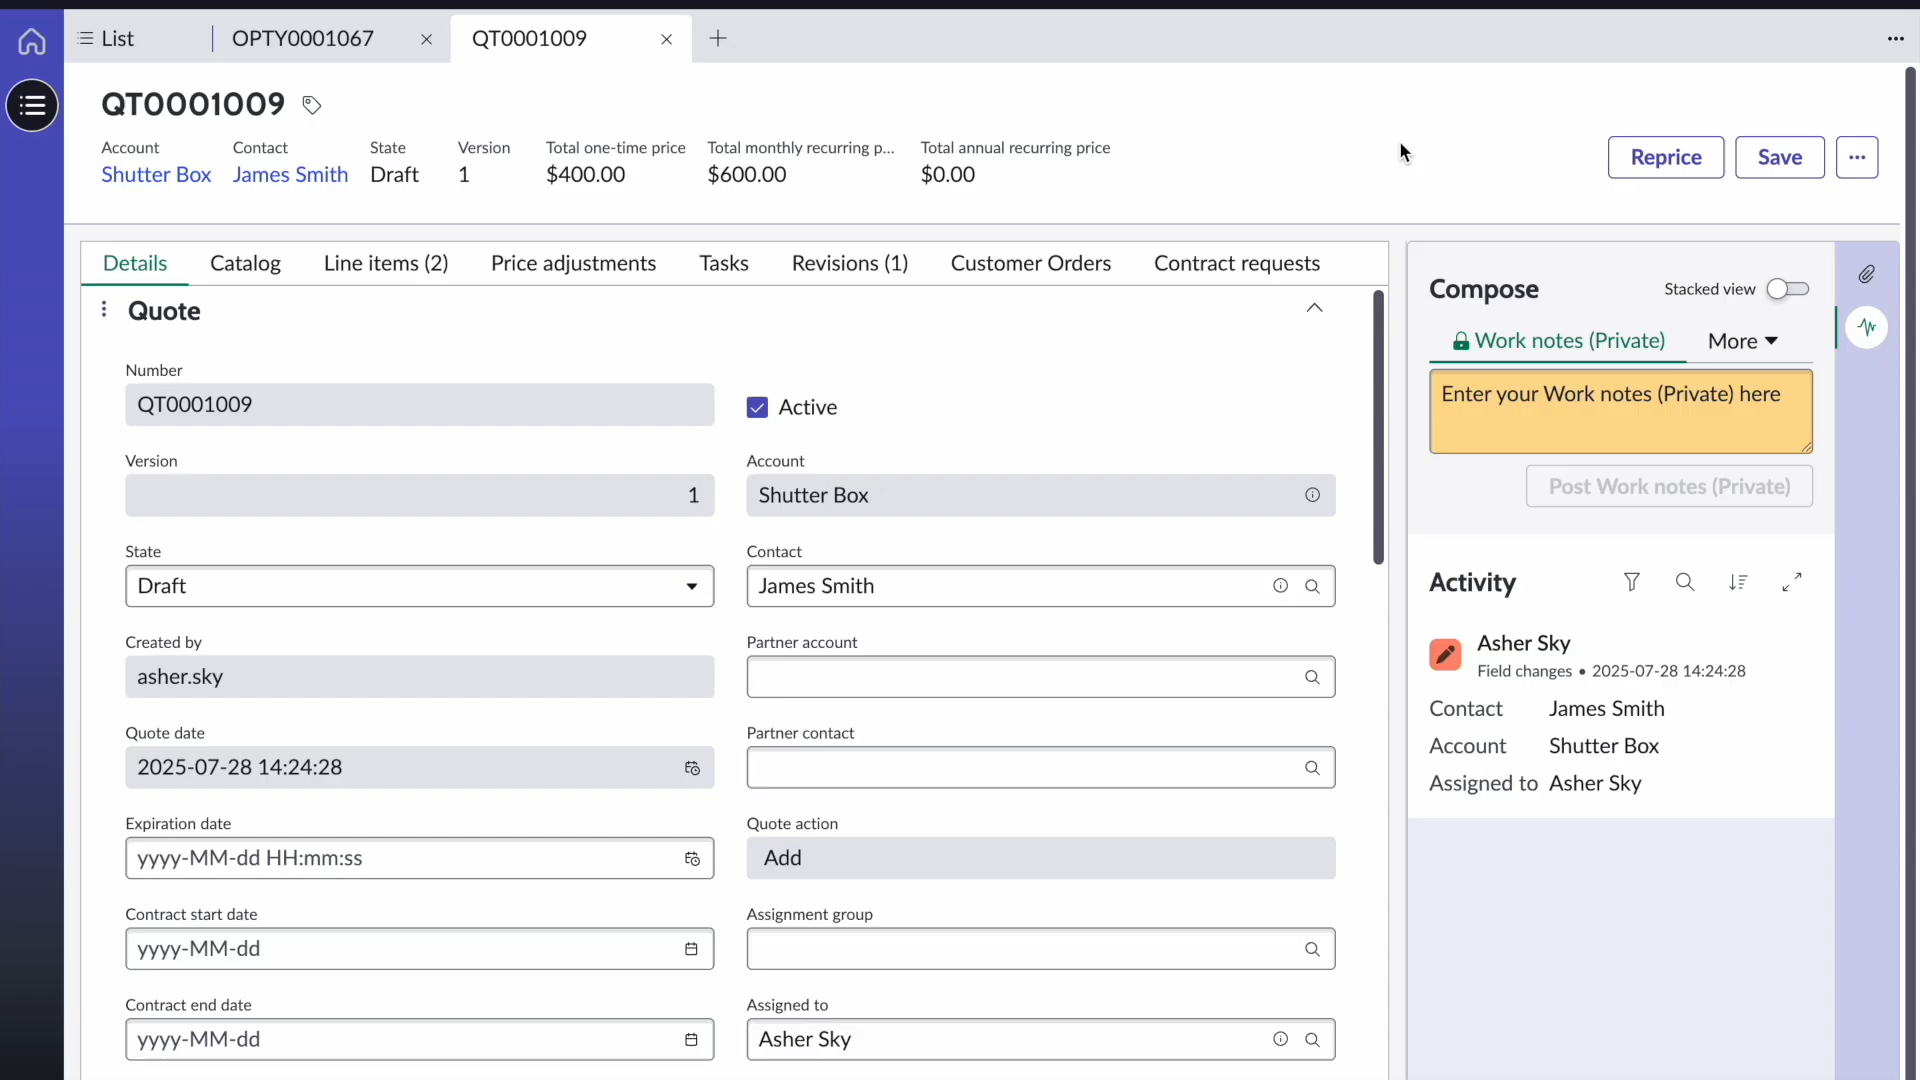 List
OPTY0001067
QT0001009
QT0001009
Account
Shutter Box
Contact
James Smith
State
Draft
Version
1
Total one-time price
$400.00
Total monthly recurring p...
$600.00
Total annual recurring price
$0.00
Reprice
Save
Details
Catalog
Line items (2)
Price adjustments
Tasks
Revisions (1)
Customer Orders
Contract requests
Quote
Number
QT0001009
Active
Version
1
Account
Shutter Box
State
Draft
Contact
James Smith
Created by
asher.sky
Partner account
Quote date
2025-07-28 14:24:28
Partner contact
Expiration date
yyyy-MM-dd HH:mm:ss
Quote action
Add
Contract start date
yyyy-MM-dd
Assignment group
Contract end date
yyyy-MM-dd
Assigned to
Asher Sky
Compose
Stacked view
Work notes (Private)
More
Enter your Work notes (Private) here
Post Work notes (Private)
Activity
Asher Sky
Field changes • 2025-07-28 14:24:28
Contact James Smith
Account Shutter Box
Assigned to Asher Sky